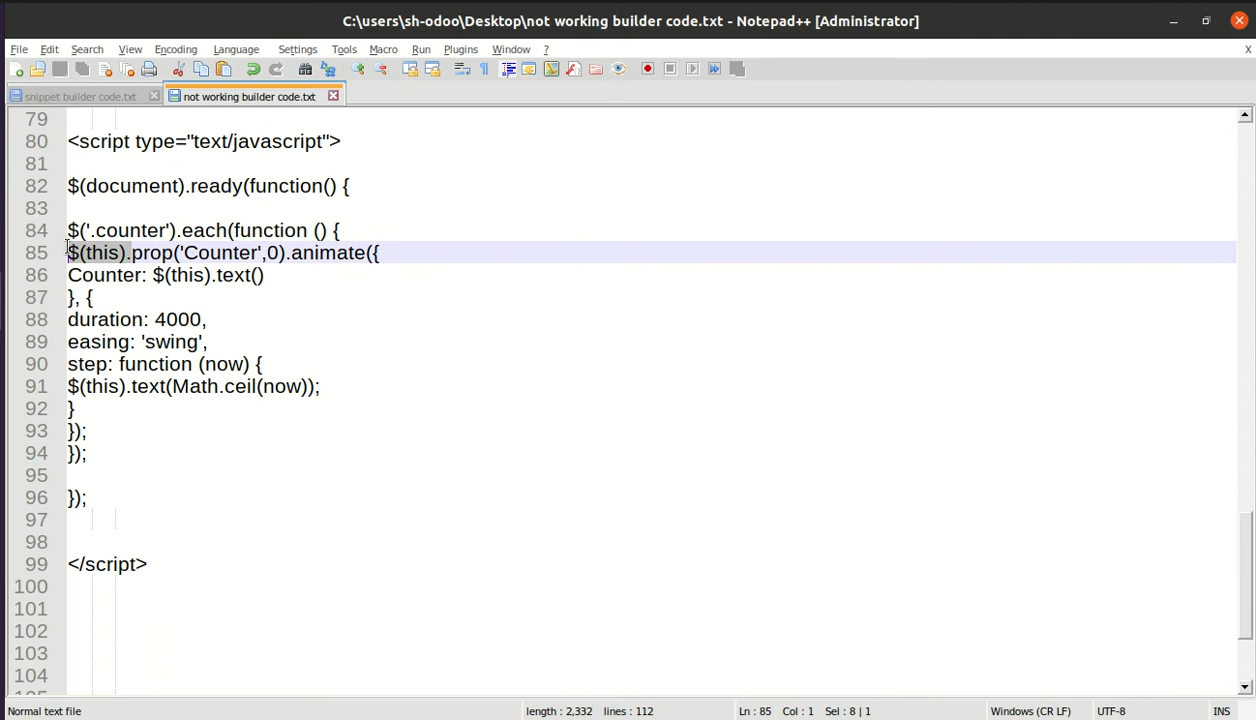 C:\users\sh-odoo\Desktop\not working builder code.txt - Notepad++ [Administrator]
File Edit Search View Encoding Language Settings Tools Macro Run Plugins Window ? X
snippet builder code.txt not working builder code.txt
79
80 <script type="text/javascript">
81
82 $(document).ready(function() {
83
84 $('.counter').each(function () {
85 $(this).prop('Counter',0).animate({
86 Counter: $(this).text()
87 }, {
88 duration: 4000,
89 easing: 'swing',
90 step: function (now) {
91 $(this).text(Math.ceil(now));
92 }
93 });
94 });
95
96 });
97
98
99 </script>
100
101
102
103
104
105
Normal text file length : 2,332 lines : 112 Ln : 85 Col : 1 Sel : 8 | 1 Windows (CR LF) UTF-8 INS